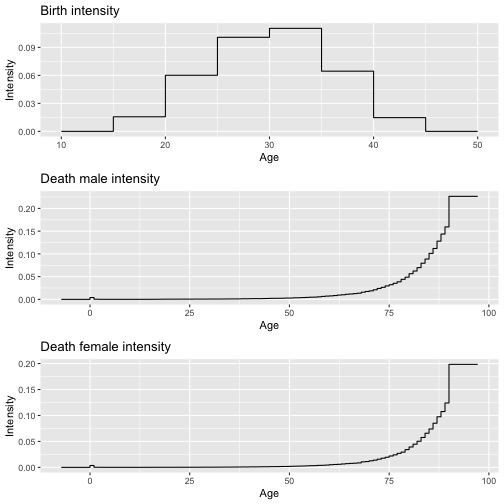 Birth intensity
0.09
0.06
0.03
0.00
Intensity
10 20 30 40 50
Age
Death male intensity
0.20
0.15
0.10
0.05
0.00
Intensity
0 25 50 75 100
Age
Death female intensity
0.20
0.15
0.10
0.05
0.00
Intensity
0 25 50 75 100
Age